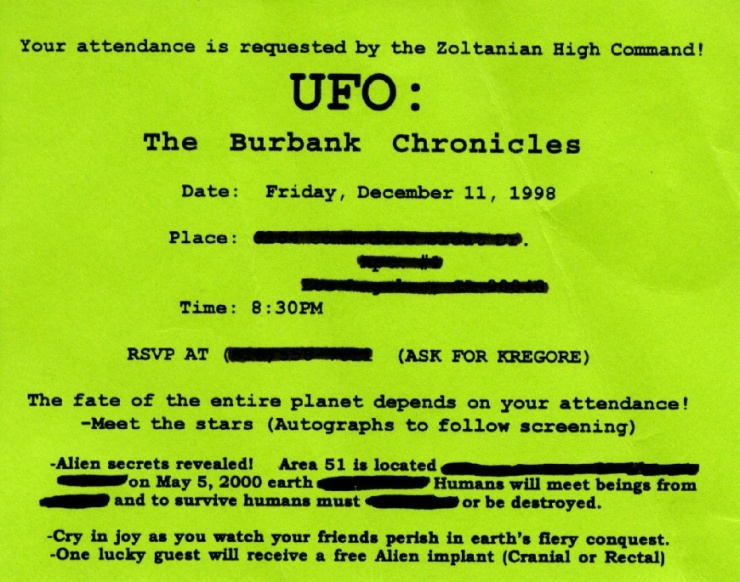 Your attendance is requested by the Zoltanian High Command!
UFO:
The Burbank Chronicles
Date: Friday, December 11, 1998
Place:
Time: 8:30PM
RSVP AT ( (ASK FOR KREGORE)
The fate of the entire planet depends on your attendance!
-Meet the stars (Autographs to follow screening)
-Alien secrets revealed! Area 51 is located
on May 5, 2000 earth Humans will meet beings from
and to survive humans must or be destroyed.
-Cry in joy as you watch your friends perish in earth's fiery conquest.
-One lucky guest will receive a free Alien implant (Cranial or Rectal)